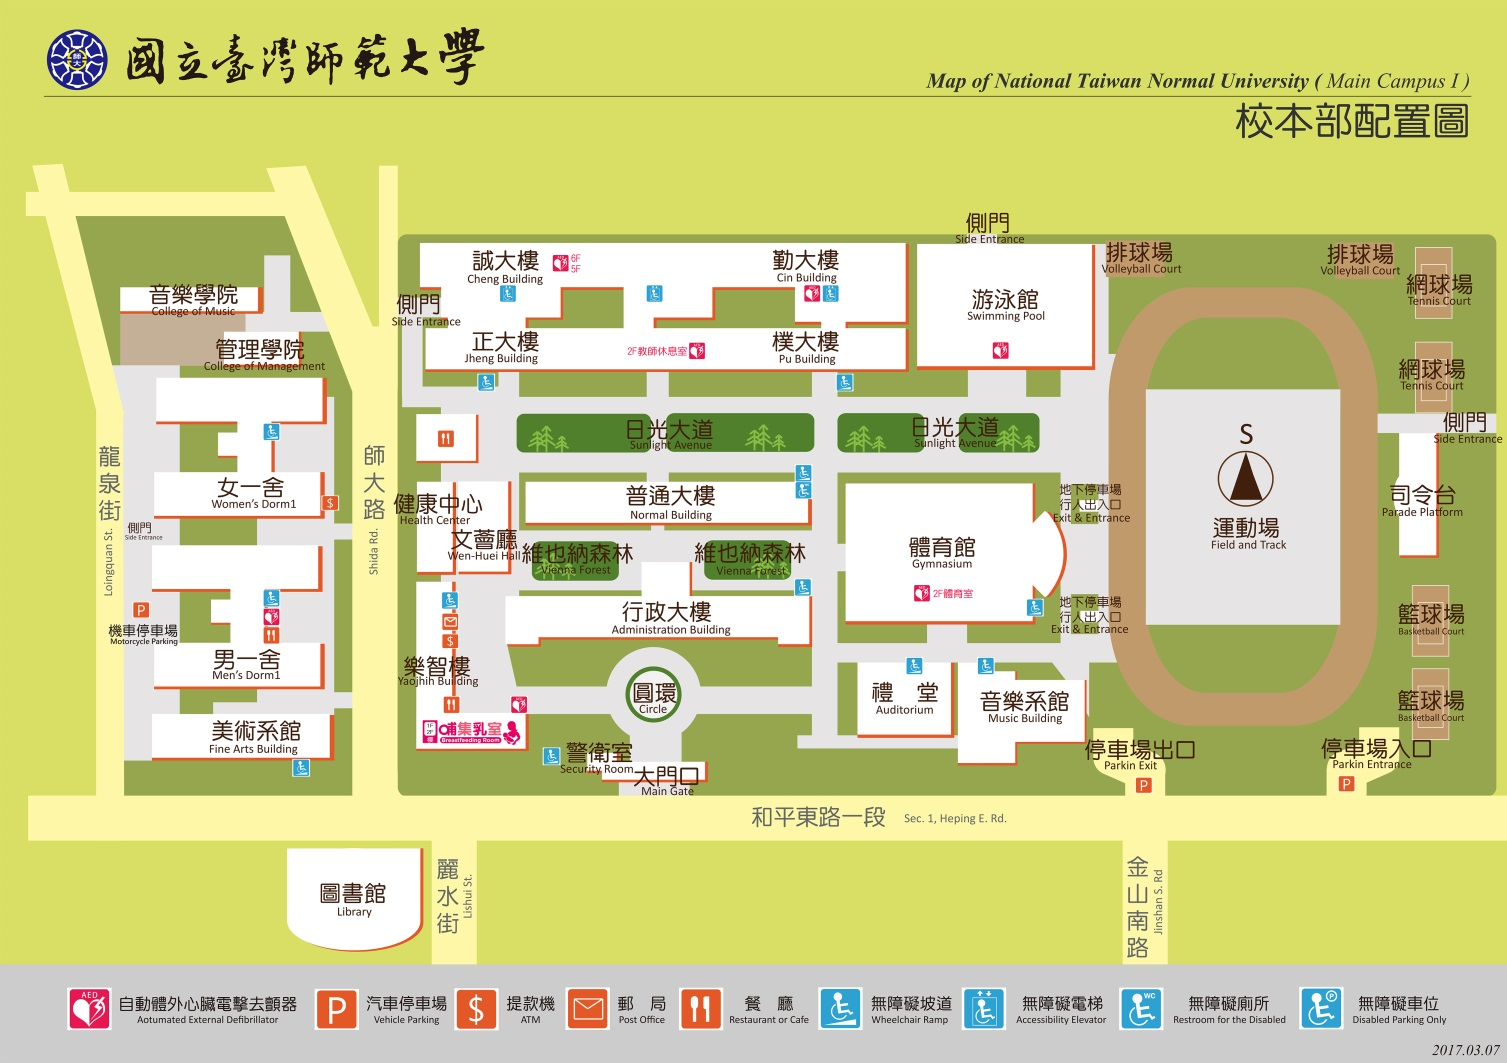 國立臺灣師範大學
Map of National Taiwan Normal University ( Main Campus I )
校本部配置圖
側門
Side Entrance
誠大樓
Cheng Building
6F
5F
勤大樓
Cin Building
排球場
Volleyball Court
排球場
Volleyball Court
網球場
Tennis Court
音樂學院
College of Music
側門
Side Entrance
游泳館
Swimming Pool
管理學院
College of Management
正大樓
Jheng Building
2F教師休息室
樸大樓
Pu Building
網球場
Tennis Court
日光大道
Sunlight Avenue
日光大道
Sunlight Avenue
側門
Side Entrance
S
龍泉街
Loingquan St.
師大路
Shida Rd.
女一舍
Women's Dorm1
健康中心
Health Center
普通大樓
Normal Building
地下停車場
行人出入口
Exit & Entrance
司令台
Parade Platform
側門
Side Entrance
文薈廳
Wen-Huei Hall
維也納森林
Vienna Forest
維也納森林
Vienna Forest
體育館
Gymnasium
2F體育室
運動場
Field and Track
機車停車場
Motorcycle Parking
行政大樓
Administration Building
地下停車場
行人出入口
Exit & Entrance
籃球場
Basketball Court
男一舍
Men's Dorm1
樂智樓
Yaojhih Building
圓環
Circle
禮 堂
Auditorium
音樂系館
Music Building
籃球場
Basketball Court
美術系館
Fine Arts Building
1F
2F
哺集乳室
Breastfeeding Room
警衛室
Security Room
大門口
Main Gate
停車場出口
Parkin Exit
停車場入口
Parkin Entrance
P
P
P
和平東路一段 Sec. 1, Heping E. Rd.
圖書館
Library
麗水街
Lishui St.
金山南路
Jinshan S. Rd
AED
自動體外心臟電擊去顫器
Aotumated External Defibrillator
P
汽車停車場
Vehicle Parking
$
提款機
ATM
郵 局
Post Office
餐 廳
Restaurant or Cafe
無障礙坡道
Wheelchair Ramp
無障礙電梯
Accessibility Elevator
WC
無障礙廁所
Restroom for the Disabled
P
無障礙車位
Disabled Parking Only
2017.03.07